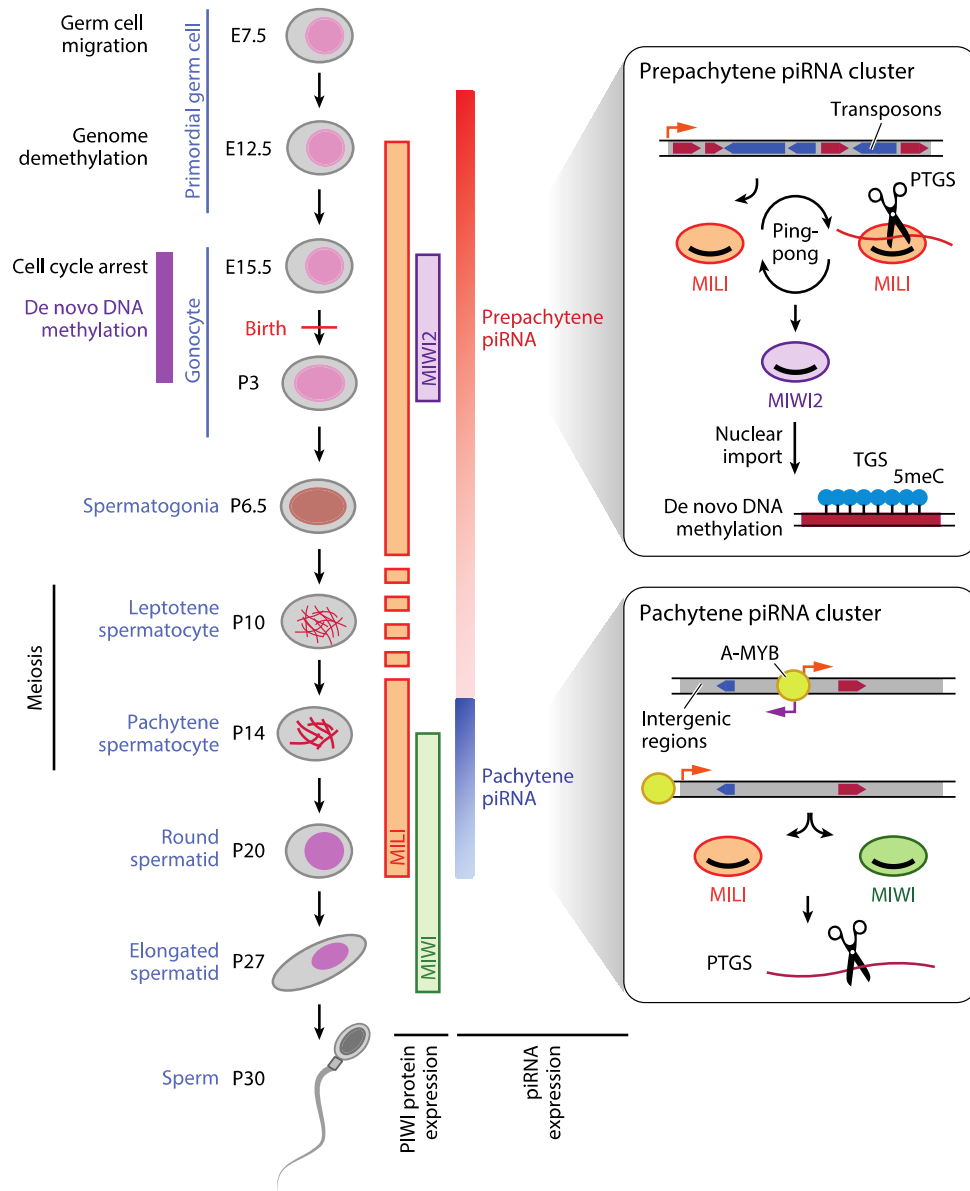 Germ cell
migration
E7.5
Primordial germ cell
Genome
demethylation
E12.5
Cell cycle arrest
E15.5
De novo DNA
methylation
Gonocyte
Birth
P3
MIWI2
Prepachytene
piRNA
Spermatogonia
P6.5
Meiosis
Leptotene
spermatocyte
P10
Pachytene
spermatocyte
P14
Pachytene
piRNA
Round
spermatid
P20
MILI
Elongated
spermatid
P27
MIWI
Sperm
P30
PIWI protein
expression
piRNA
expression
Prepachytene piRNA cluster
Transposons
PTGS
Ping-
pong
MILI
MILI
MIWI2
Nuclear
import
TGS
5meC
De novo DNA
methylation
Pachytene piRNA cluster
A-MYB
Intergenic
regions
MILI
MIWI
PTGS